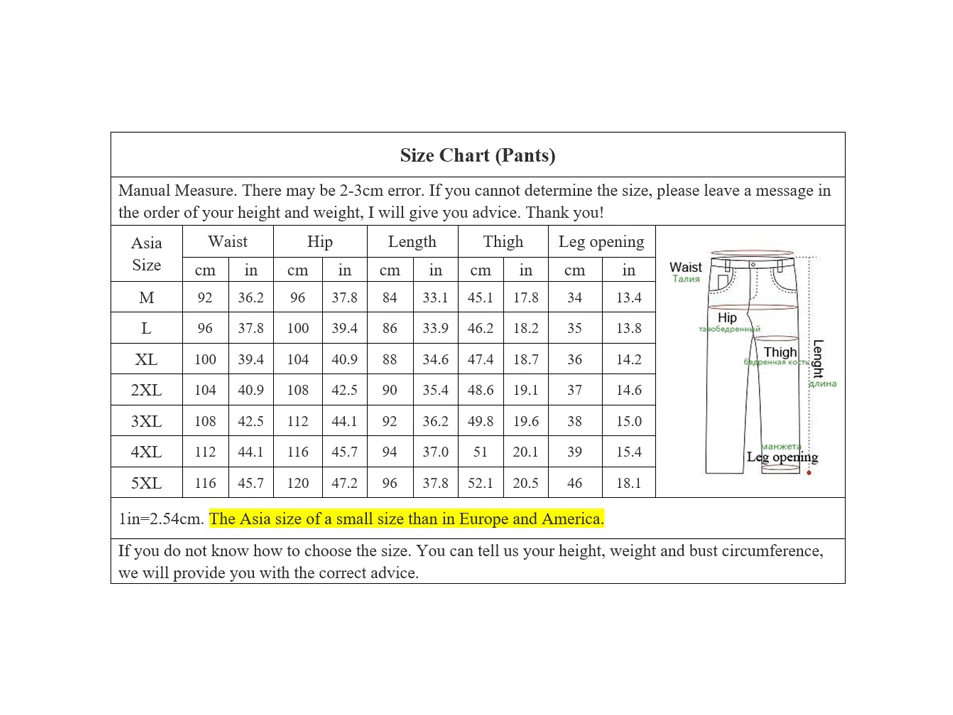 Size Chart (Pants)
Manual Measure. There may be 2-3cm error. If you cannot determine the size, please leave a message in
the order of your height and weight, I will give you advice. Thank you!
Asia Size Waist Hip Length Thigh Leg opening
cm in cm in cm in cm in cm in
M 92 36.2 96 37.8 84 33.1 45.1 17.8 34 13.4
L 96 37.8 100 39.4 86 33.9 46.2 18.2 35 13.8
XL 100 39.4 104 40.9 88 34.6 47.4 18.7 36 14.2
2XL 104 40.9 108 42.5 90 35.4 48.6 19.1 37 14.6
3XL 108 42.5 112 44.1 92 36.2 49.8 19.6 38 15.0
4XL 112 44.1 116 45.7 94 37.0 51 20.1 39 15.4
5XL 116 45.7 120 47.2 96 37.8 52.1 20.5 46 18.1
Waist
Талия
Hip
тазобедренный
Thigh
бедренная кость
Lenght
длина
манжета
Leg opening
1in=2.54cm. The Asia size of a small size than in Europe and America.
If you do not know how to choose the size. You can tell us your height, weight and bust circumference,
we will provide you with the correct advice.